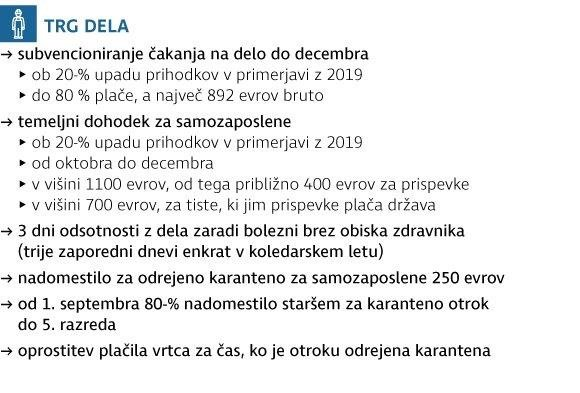 TRG DELA
→ subvencioniranje čakanja na delo do decembra
▸ ob 20-% upadu prihodkov v primerjavi z 2019
▸ do 80 % plače, a največ 892 evrov bruto
→ temeljni dohodek za samozaposlene
▸ ob 20-% upadu prihodkov v primerjavi z 2019
▸ od oktobra do decembra
▸ v višini 1100 evrov, od tega približno 400 evrov za prispevke
▸ v višini 700 evrov, za tiste, ki jim prispevke plača država
→ 3 dni odsotnosti z dela zaradi bolezni brez obiska zdravnika
(trije zaporedni dnevi enkrat v koledarskem letu)
→ nadomestilo za odrejeno karanteno za samozaposlene 250 evrov
→ od 1. septembra 80-% nadomestilo staršem za karanteno otrok
do 5. razreda
→ oprostitev plačila vrtca za čas, ko je otroku odrejena karantena